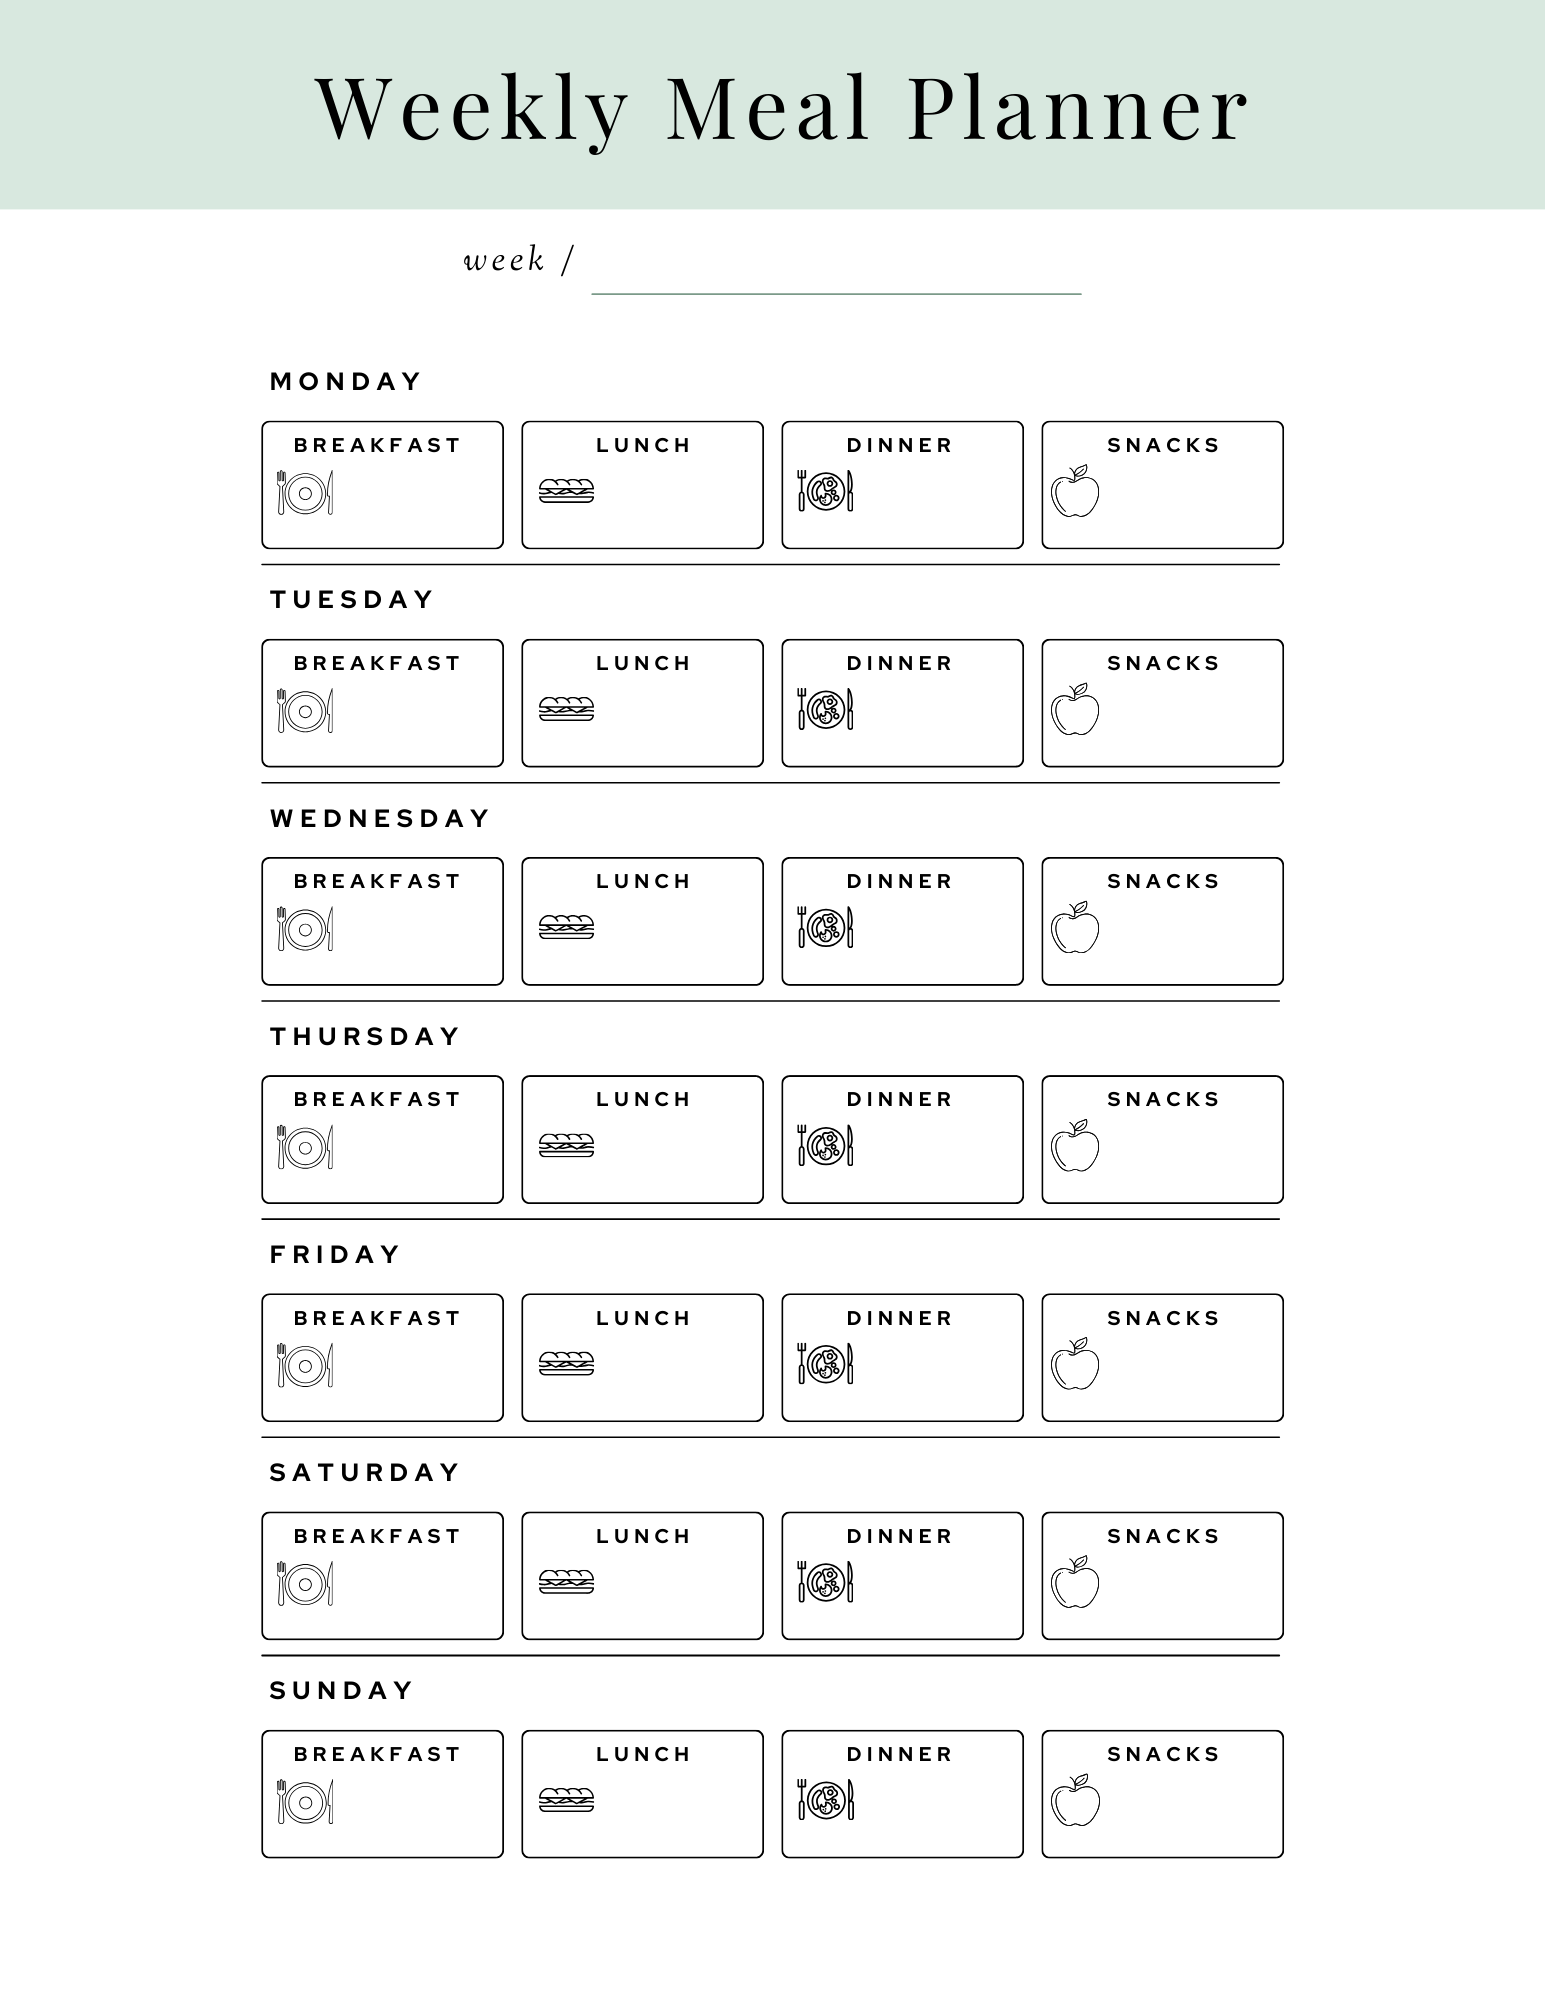 Weekly Meal Planner
week /
MONDAY
BREAKFAST LUNCH DINNER SNACKS
TUESDAY
BREAKFAST LUNCH DINNER SNACKS
WEDNESDAY
BREAKFAST LUNCH DINNER SNACKS
THURSDAY
BREAKFAST LUNCH DINNER SNACKS
FRIDAY
BREAKFAST LUNCH DINNER SNACKS
SATURDAY
BREAKFAST LUNCH DINNER SNACKS
SUNDAY
BREAKFAST LUNCH DINNER SNACKS